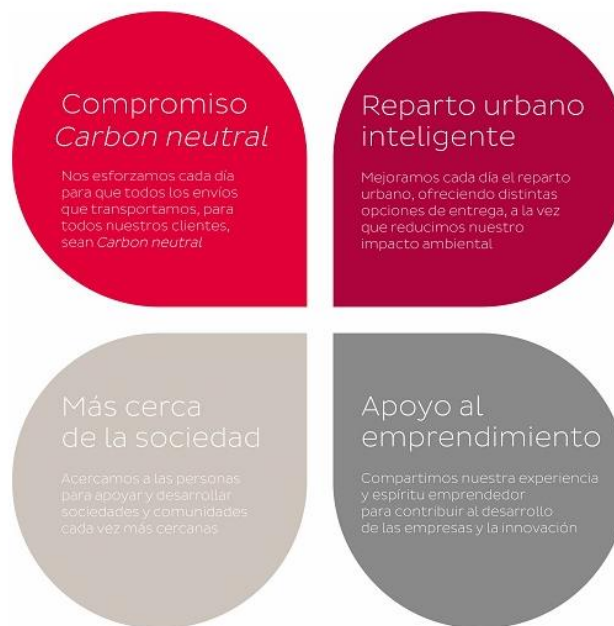 Compromiso
Carbon neutral
Nos esforzamos cada día
para que todos los envíos
que transportamos, para
todos nuestros clientes,
sean Carbon neutral
Reparto urbano
inteligente
Mejoramos cada día el reparto
urbano, ofreciendo distintas
opciones de entrega, a la vez
que reducimos nuestro
impacto ambiental
Más cerca
de la sociedad
Acercamos a las personas
para apoyar y desarrollar
sociedades y comunidades
cada vez más cercanas
Apoyo al
emprendimiento
Compartimos nuestra experiencia
y espíritu emprendedor
para contribuir al desarrollo
de las empresas y la innovación